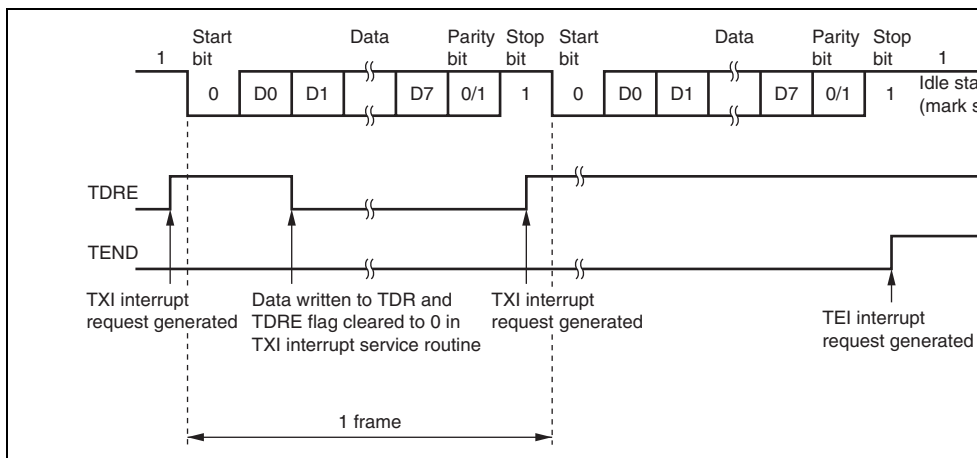 Start bit Data Parity bit Stop bit Start bit Data Parity bit Stop bit
1 1
0 D0 D1 D7 0/1 1 0 D0 D1 D7 0/1 1 Idle
(mark
TDRE
TEND
TXI interrupt
request generated
Data written to TDR and
TDRE flag cleared to 0 in
TXI interrupt service routine
TXI interrupt
request generated
TEI interrupt
request generated
1 frame